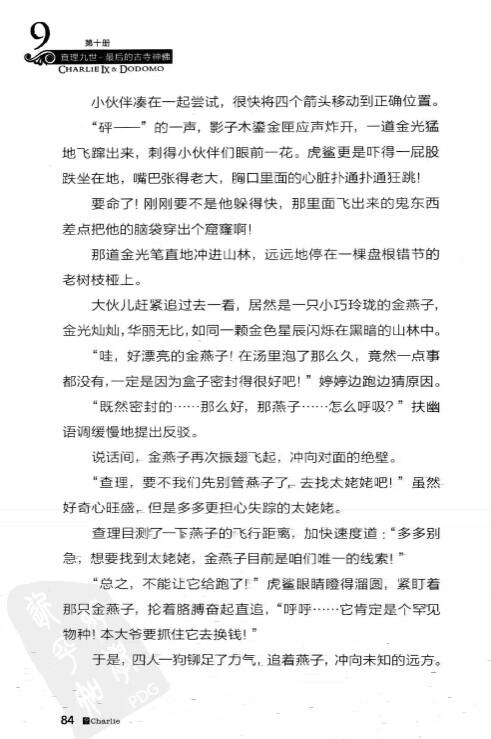 9
第十册
查理九世·最后的古寺神佛
CHARLIE IX & DODOMO
小伙伴凑在一起尝试，很快将四个箭头移动到正确位置。
“砰——”的一声，影子木鎏金匣应声炸开，一道金光猛
地飞蹿出来，刺得小伙伴们眼前一花。虎鲨更是吓得一屁股
跌坐在地，嘴巴张得老大，胸口里面的心脏扑通扑通狂跳！
要命了！刚刚要不是他躲得快，那里面飞出来的鬼东西
差点把他的脑袋穿出个窟窿啊！
那道金光笔直地冲进山林，远远地停在一棵盘根错节的
老树枝桠上。
大伙儿赶紧追过去一看，居然是一只小巧玲珑的金燕子，
金光灿灿，华丽无比，如同一颗金色星辰闪烁在黑暗的山林中。
“哇，好漂亮的金燕子！在汤里泡了那么久，竟然一点事
都没有，一定是因为盒子密封得很好吧！”婷婷边跑边猜原因。
“既然密封的……那么好，那燕子……怎么呼吸？”扶幽
语调缓慢地提出反驳。
说话间，金燕子再次振翅飞起，冲向对面的绝壁。
“查理，要不我们先别管燕子了，去找太姥姥吧！”虽然
好奇心旺盛，但是多多更担心失踪的太姥姥。
查理目测了一下燕子的飞行距离，加快速度道：“多多别
急，想要找到太姥姥，金燕子目前是咱们唯一的线索！”
“总之，不能让它给跑了！”虎鲨眼睛瞪得溜圆，紧盯着
那只金燕子，抡着胳膊奋起直追，“呼呼……它肯定是个罕见
物种！本大爷要抓住它去换钱！”
于是，四人一狗铆足了力气，追着燕子，冲向未知的远方。
PDG
84 Charlie